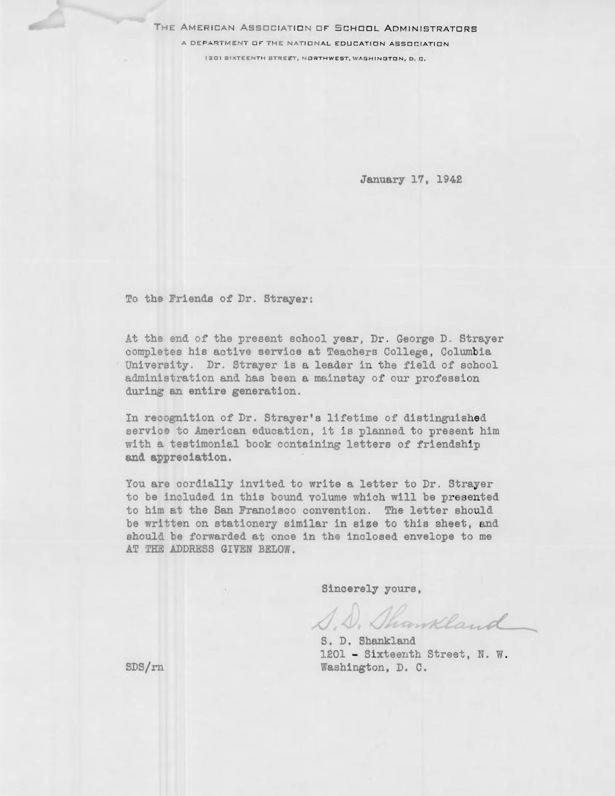 THE AMERICAN ASSOCIATION OF SCHOOL ADMINISTRATORS
A DEPARTMENT OF THE NATIONAL EDUCATION ASSOCIATION
1201 SIXTEENTH STREET, NORTHWEST, WASHINGTON, D. C.
January 17, 1942
To the Friends of Dr. Strayer:
At the end of the present school year, Dr. George D. Strayer
completes his active service at Teachers College, Columbia
University.  Dr. Strayer is a leader in the field of school
administration and has been a mainstay of our profession
during an entire generation.
In recognition of Dr. Strayer's lifetime of distinguished
service to American education, it is planned to present him
with a testimonial book containing letters of friendship
and appreciation.
You are cordially invited to write a letter to Dr. Strayer
to be included in this bound volume which will be presented
to him at the San Francisco convention.  The letter should
be written on stationery similar in size to this sheet, and
should be forwarded at once in the inclosed envelope to me
AT THE ADDRESS GIVEN BELOW.
Sincerely yours,
S. D. Shankland
S. D. Shankland
1201 - Sixteenth Street, N. W.
SDS/rn Washington, D. C.